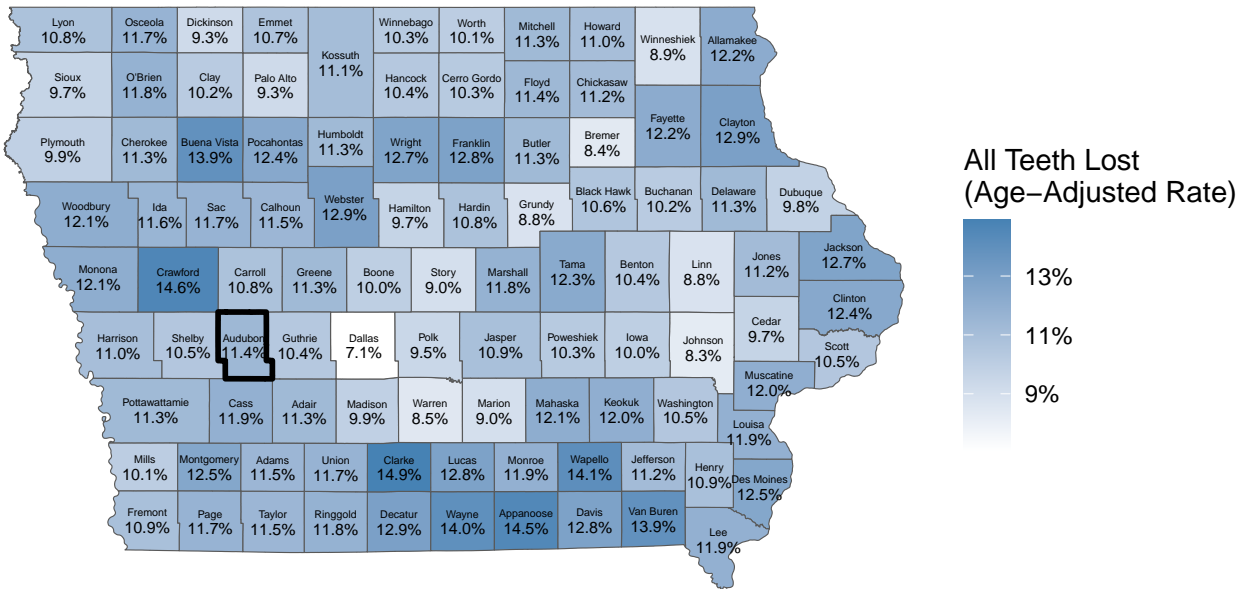 Lyon
10.8%
Osceola
11.7%
Dickinson
9.3%
Emmet
10.7%
Kossuth
11.1%
Winnebago
10.3%
Worth
10.1%
Mitchell
11.3%
Howard
11.0%
Winneshiek
8.9%
Allamakee
12.2%
Sioux
9.7%
O'Brien
11.8%
Clay
10.2%
Palo Alto
9.3%
Hancock
10.4%
Cerro Gordo
10.3%
Floyd
11.4%
Chickasaw
11.2%
Fayette
12.2%
Clayton
12.9%
Plymouth
9.9%
Cherokee
11.3%
Buena Vista
13.9%
Pocahontas
12.4%
Humboldt
11.3%
Wright
12.7%
Franklin
12.8%
Butler
11.3%
Bremer
8.4%
Woodbury
12.1%
Ida
11.6%
Sac
11.7%
Calhoun
11.5%
Webster
12.9%
Hamilton
9.7%
Hardin
10.8%
Grundy
8.8%
Black Hawk
10.6%
Buchanan
10.2%
Delaware
11.3%
Dubuque
9.8%
Monona
12.1%
Crawford
14.6%
Carroll
10.8%
Greene
11.3%
Boone
10.0%
Story
9.0%
Marshall
11.8%
Tama
12.3%
Benton
10.4%
Linn
8.8%
Jones
11.2%
Jackson
12.7%
Clinton
12.4%
Harrison
11.0%
Shelby
10.5%
Audubon
11.4%
Guthrie
10.4%
Dallas
7.1%
Polk
9.5%
Jasper
10.9%
Poweshiek
10.3%
Iowa
10.0%
Johnson
8.3%
Cedar
9.7%
Scott
10.5%
Muscatine
12.0%
Pottawattamie
11.3%
Cass
11.9%
Adair
11.3%
Madison
9.9%
Warren
8.5%
Marion
9.0%
Mahaska
12.1%
Keokuk
12.0%
Washington
10.5%
Louisa
11.9%
Mills
10.1%
Montgomery
12.5%
Adams
11.5%
Union
11.7%
Clarke
14.9%
Lucas
12.8%
Monroe
11.9%
Wapello
14.1%
Jefferson
11.2%
Henry
10.9%
Des Moines
12.5%
Fremont
10.9%
Page
11.7%
Taylor
11.5%
Ringgold
11.8%
Decatur
12.9%
Wayne
14.0%
Appanoose
14.5%
Davis
12.8%
Van Buren
13.9%
Lee
11.9%
All Teeth Lost
(Age−Adjusted Rate)
13%
11%
9%